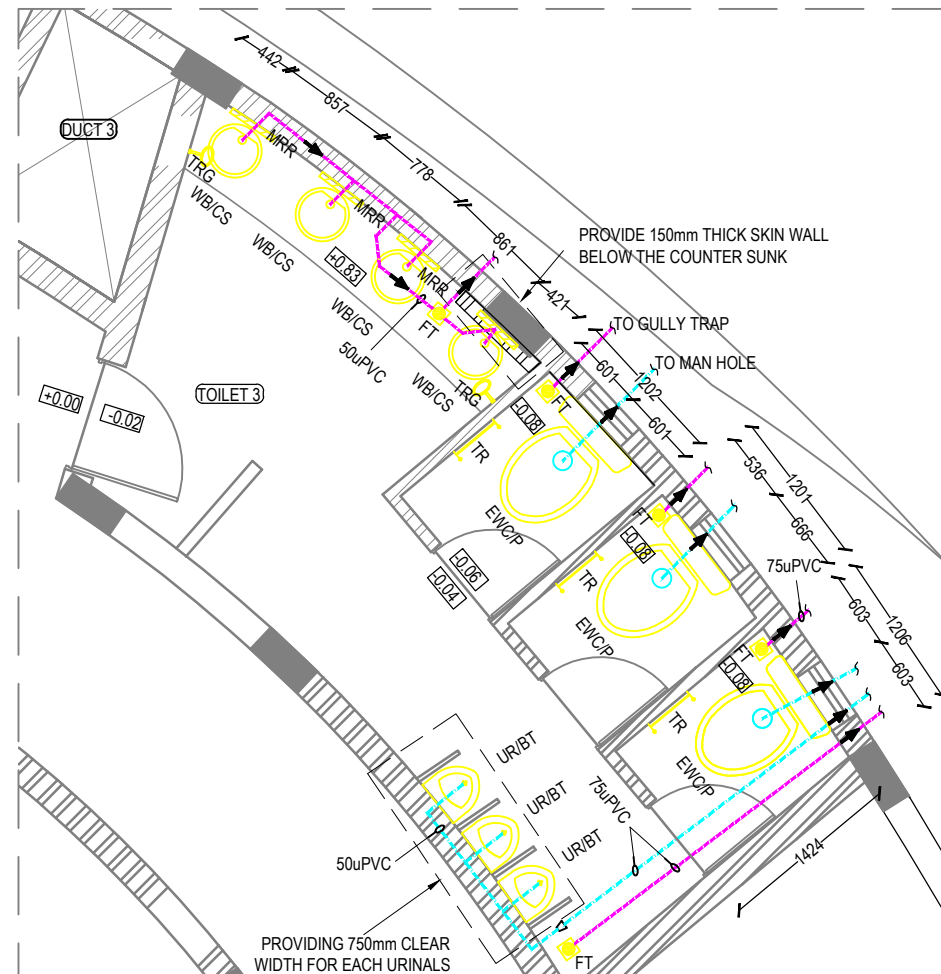 442
857
778
861
421
DUCT 3
MRR
MRR
MRR
TRG
WB/CS
WB/CS
WB/CS
WB/CS
+0.83
50uPVC
FT
TRG
PROVIDE 150mm THICK SKIN WALL
BELOW THE COUNTER SUNK
TO GULLY TRAP
TO MAN HOLE
601
1202
601
+0.00
-0.02
TOILET 3
FT
-0.08
TR
EWC/P
536
1201
666
-0.06
-0.04
FT
-0.08
TR
EWC/P
75uPVC
603
1206
603
FT
-0.08
TR
EWC/P
UR/BT
UR/BT
UR/BT
75uPVC
50uPVC
1424
PROVIDING 750mm CLEAR
WIDTH FOR EACH URINALS
FT